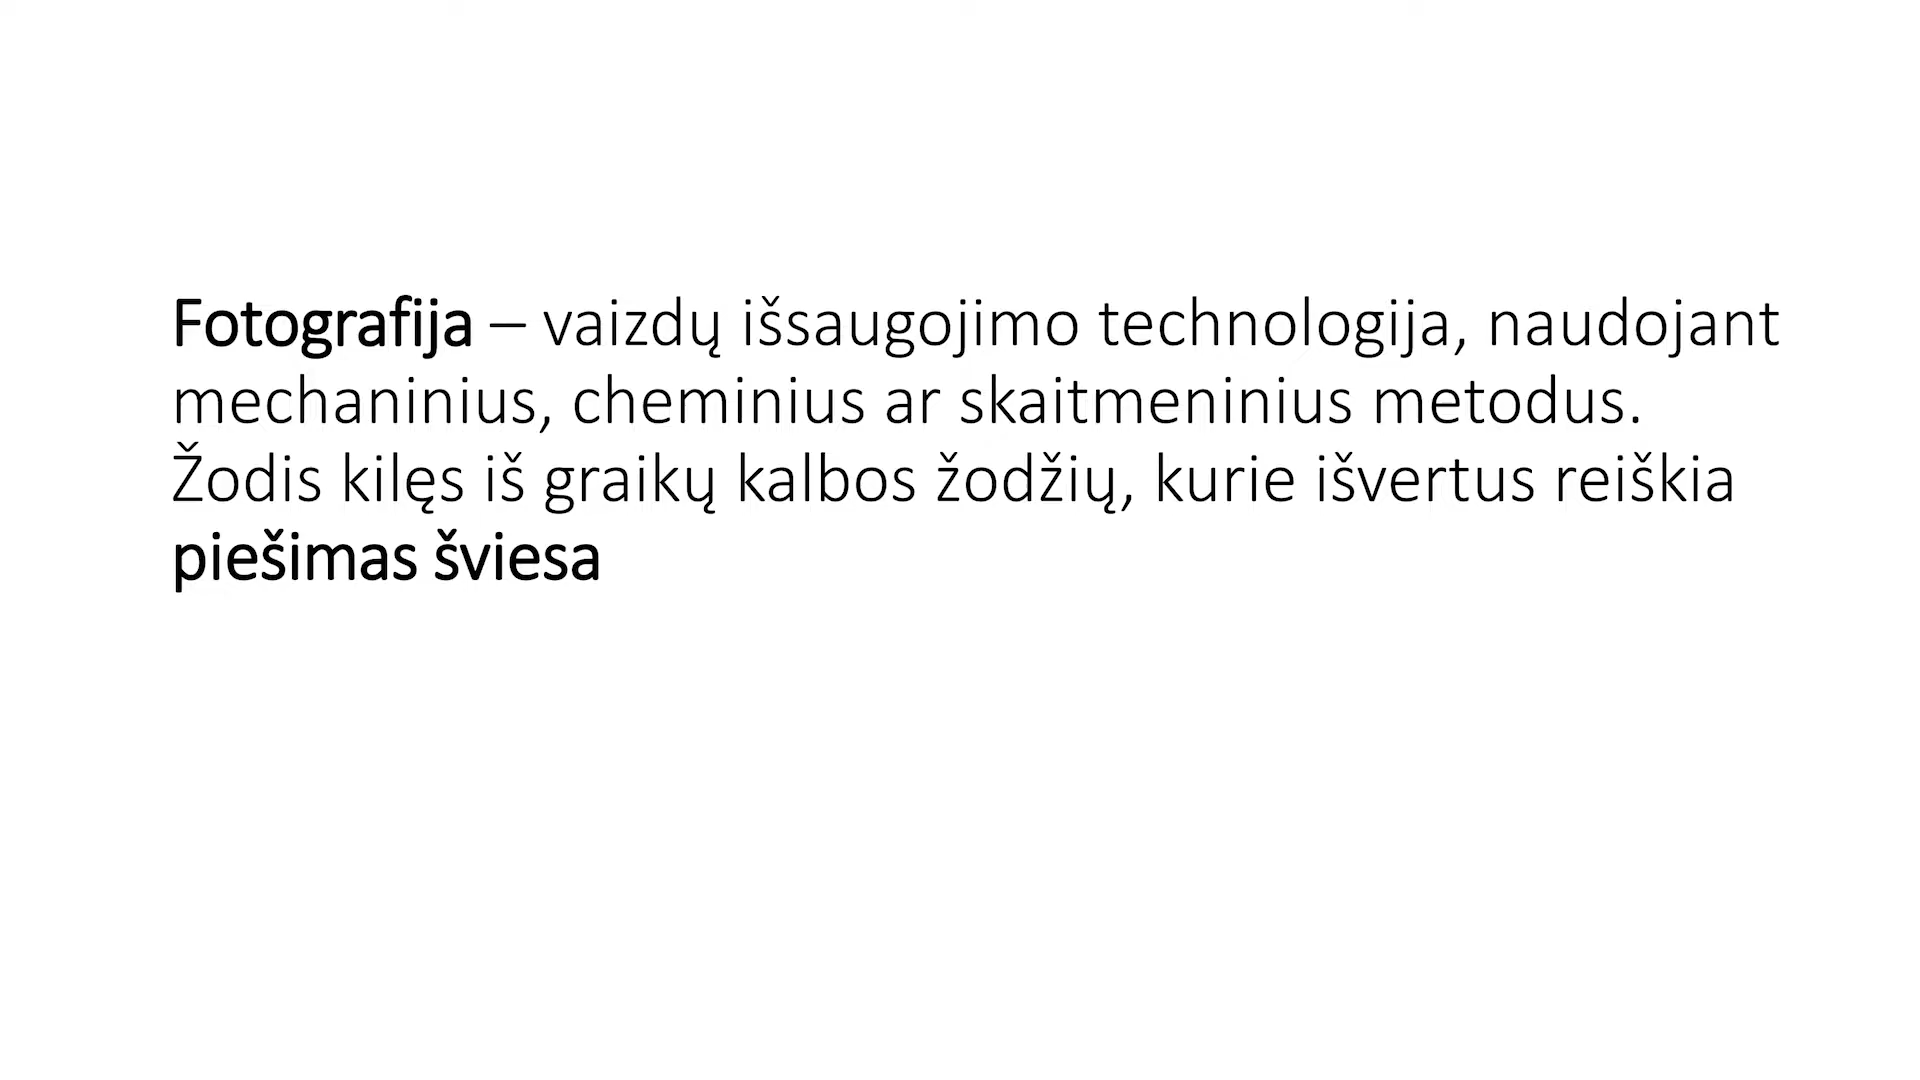 Fotografija – vaizdų išsaugojimo technologija, naudojant
mechaninius, cheminius ar skaitmeninius metodus.
Žodis kilęs iš graikų kalbos žodžių, kurie išvertus reiškia
piešimas šviesa